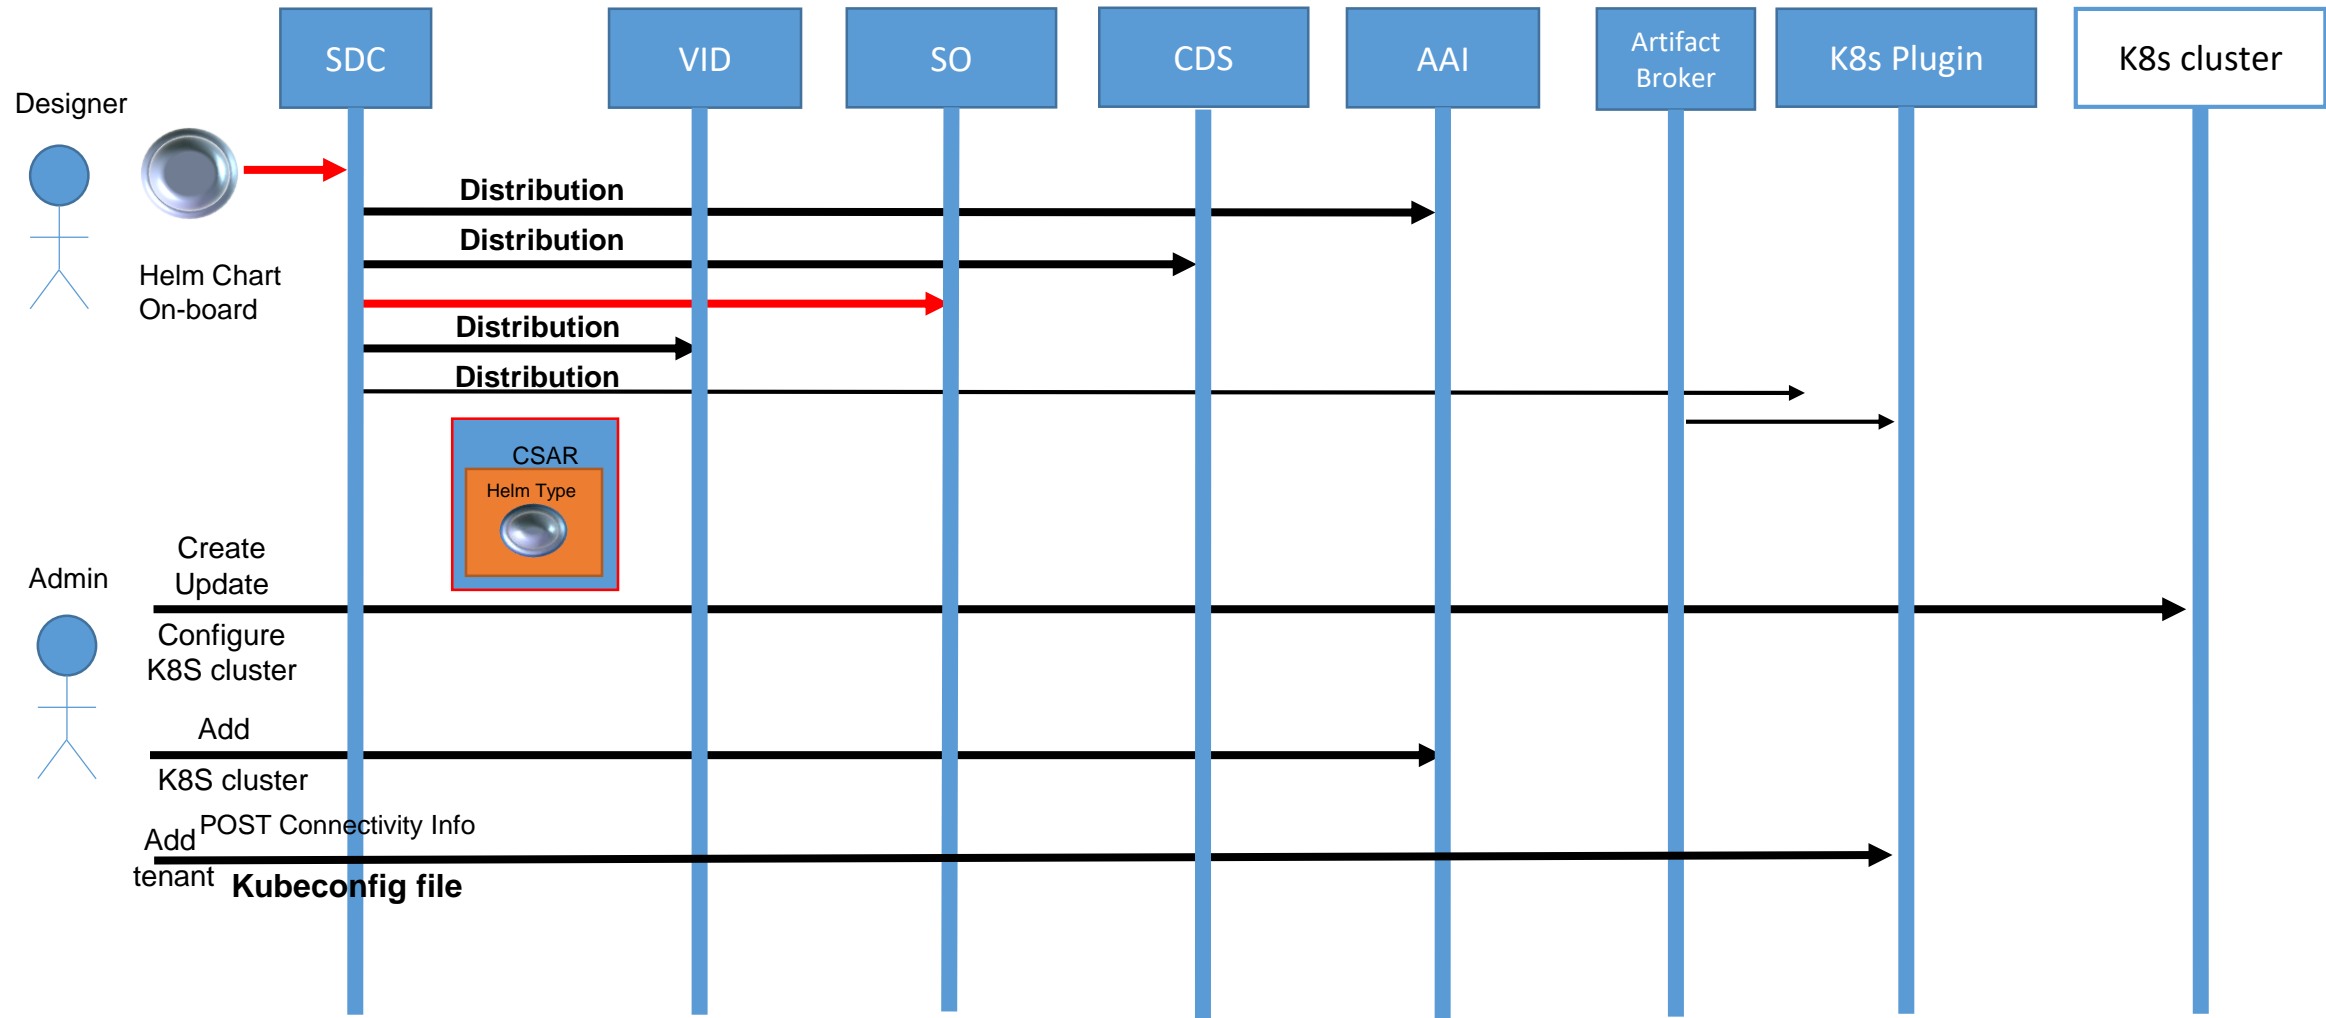 SDC
VID
SO
CDS
AAI
Artifact
Broker
K8s Plugin
K8s cluster
Designer
Distribution
Distribution
Helm Chart
On-board
Distribution
Distribution
CSAR
Helm Type
Create
Update
Admin
Configure
K8S cluster
Add
K8S cluster
POST Connectivity Info
Add
tenant
Kubeconfig file